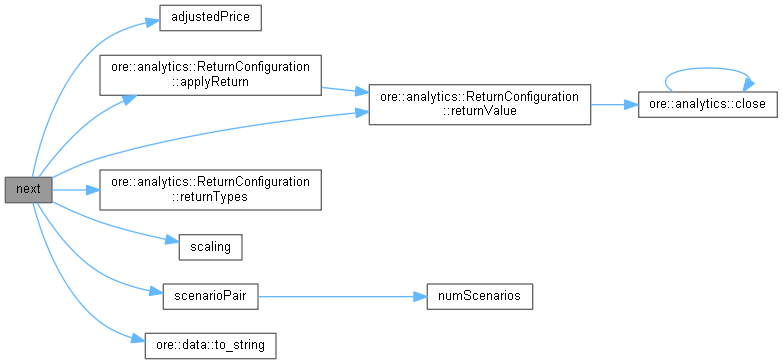 adjustedPrice
ore::analytics::ReturnConfiguration
::applyReturn
ore::analytics::ReturnConfiguration
::returnValue
ore::analytics::close
next
ore::analytics::ReturnConfiguration
::returnTypes
scaling
scenarioPair
numScenarios
ore::data::to_string